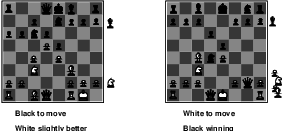 Black to move
White slightly better
White to move
Black winning